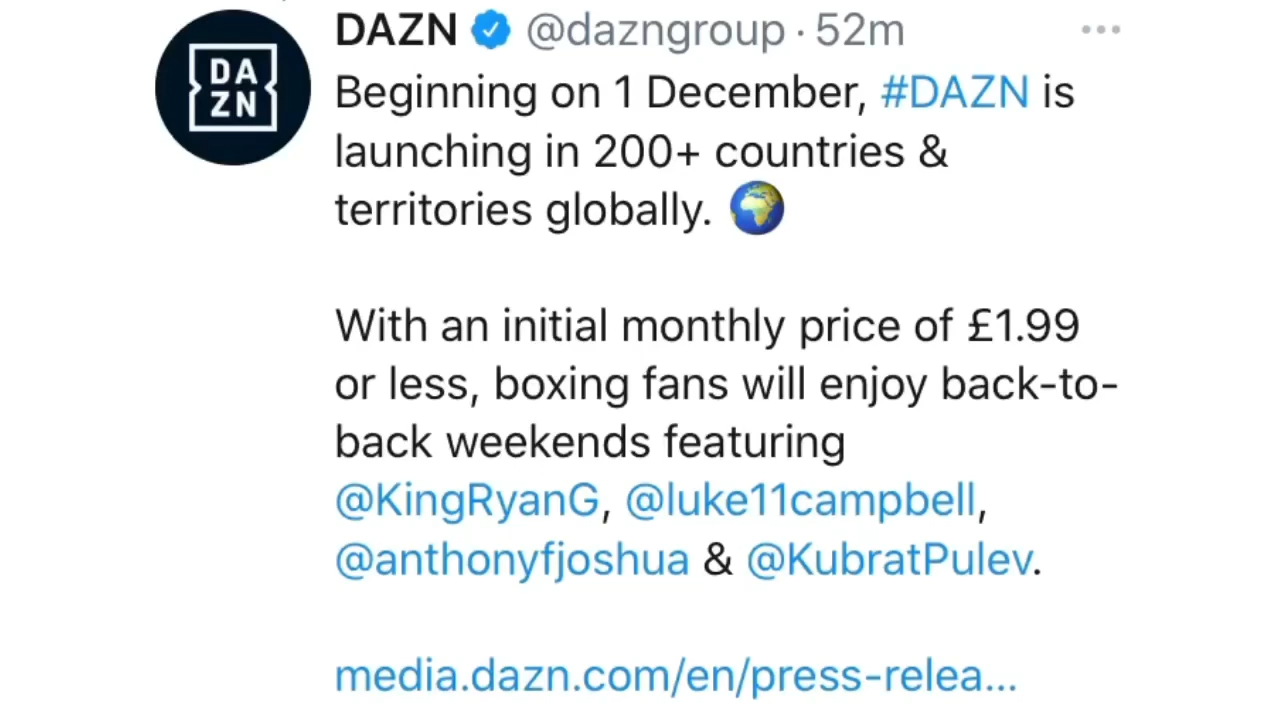 DA
ZN
DAZN @dazngroup · 52m
Beginning on 1 December, #DAZN is
launching in 200+ countries &
territories globally. 🌍
With an initial monthly price of £1.99
or less, boxing fans will enjoy back-to-
back weekends featuring
@KingRyanG, @luke11campbell,
@anthonyfjoshua & @KubratPulev.
media.dazn.com/en/press-relea...